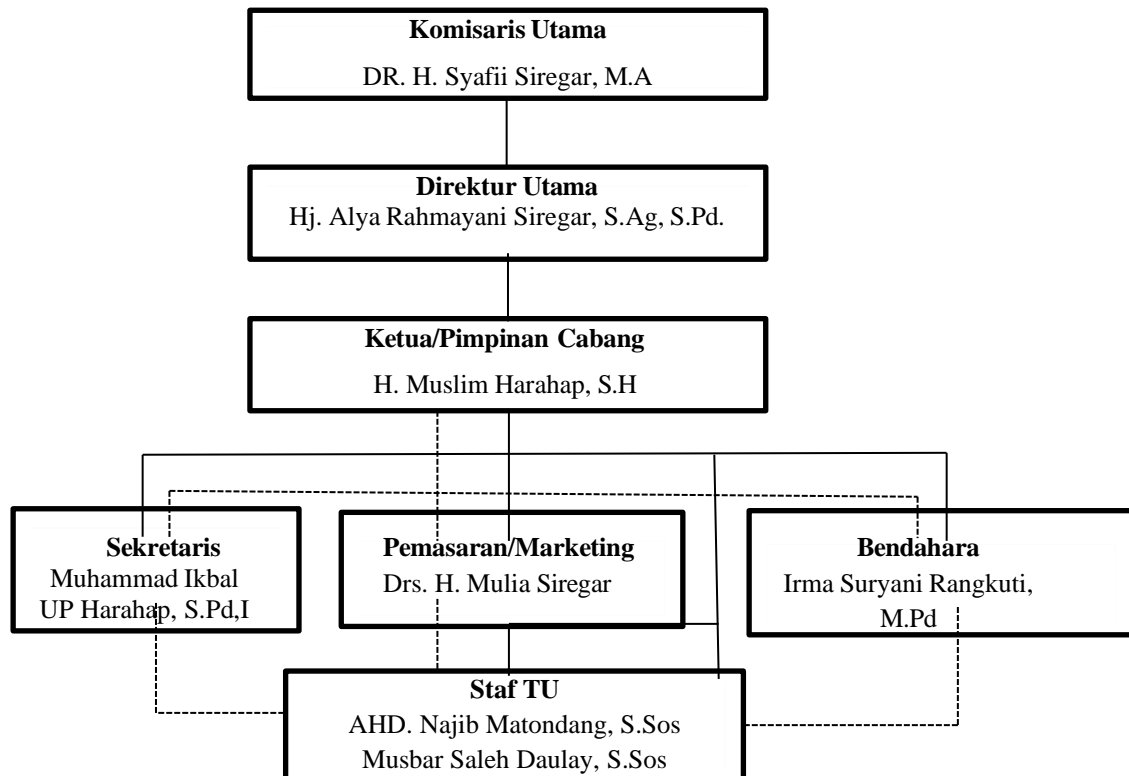 Komisaris Utama
DR. H. Syafii Siregar, M.A
Direktur Utama
Hj. Alya Rahmayani Siregar, S.Ag, S.Pd.
Ketua/Pimpinan Cabang
H. Muslim Harahap, S.H
Sekretaris
Muhammad Ikbal
UP Harahap, S.Pd,I
Pemasaran/Marketing
Drs. H. Mulia Siregar
Bendahara
Irma Suryani Rangkuti,
M.Pd
Staf TU
AHD. Najib Matondang, S.Sos
Musbar Saleh Daulay, S.Sos